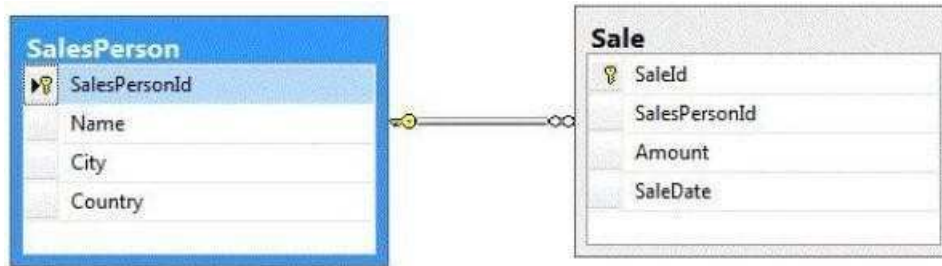 SalesPerson
SalesPersonId
Name
City
Country
Sale
SaleId
SalesPersonId
Amount
SaleDate